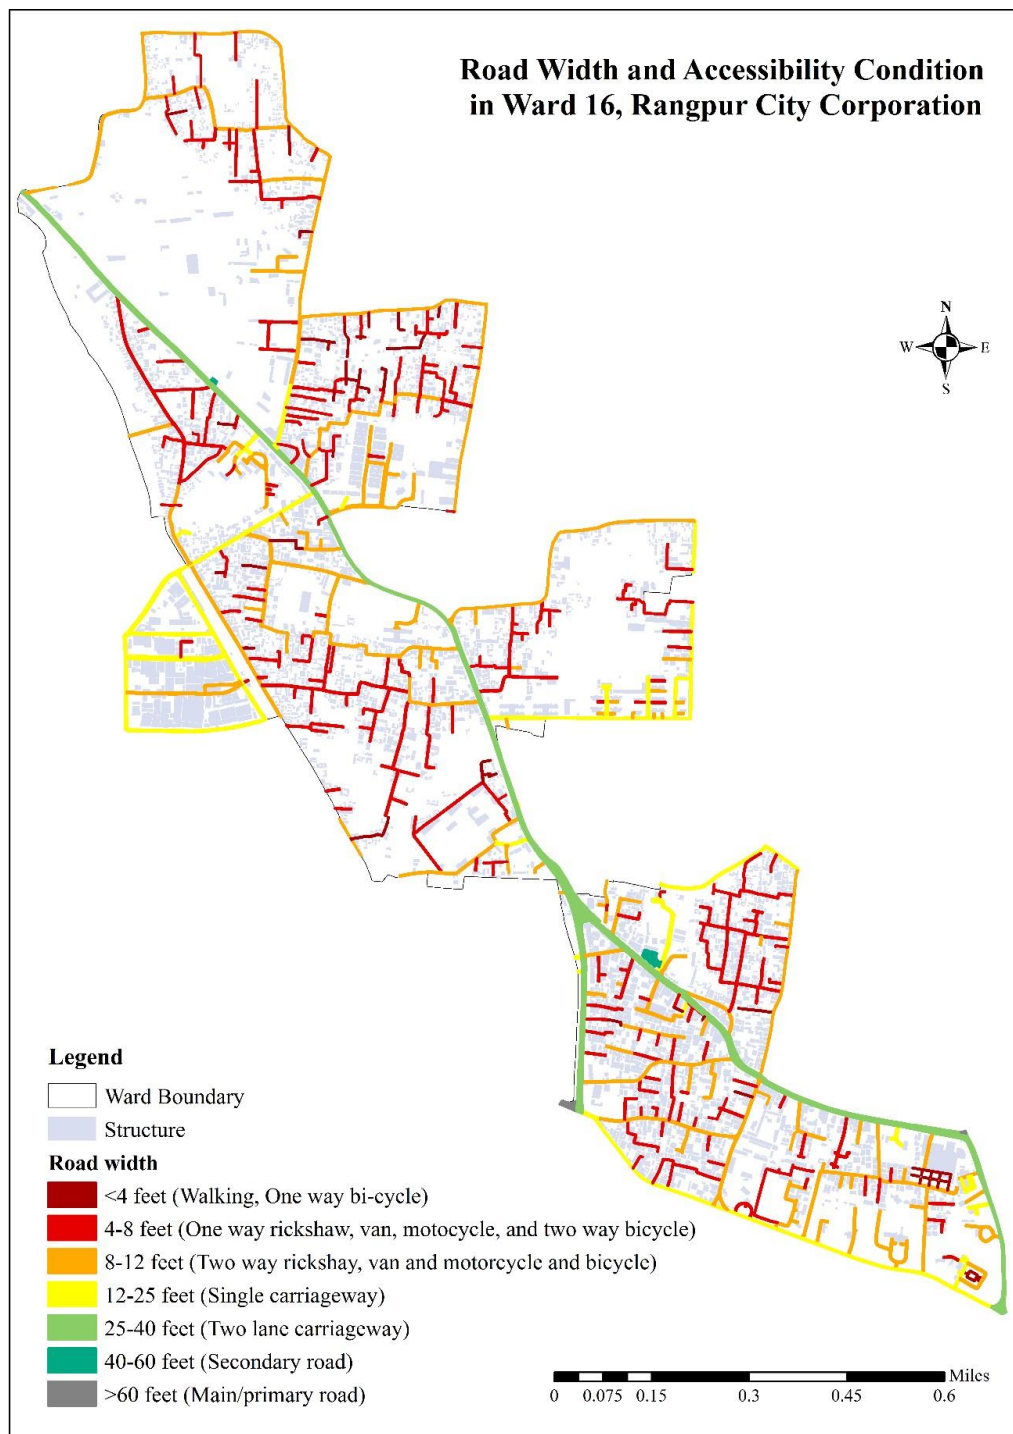 Road Width and Accessibility Condition
in Ward 16, Rangpur City Corporation
N
W
E
S
Legend
Ward Boundary
Structure
Road width
<4 feet (Walking, One way bi-cycle)
4-8 feet (One way rickshaw, van, motocycle, and two way bicycle)
8-12 feet (Two way rickshay, van and motorcycle and bicycle)
12-25 feet (Single carriageway)
25-40 feet (Two lane carriageway)
40-60 feet (Secondary road)
>60 feet (Main/primary road)
Miles
0 0.075 0.15 0.3 0.45 0.6